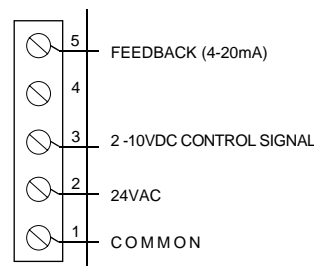 5 FEEDBACK (4-20mA)
4
3 2 -10VDC CONTROL SIGNAL
2 24VAC
1 COMMON